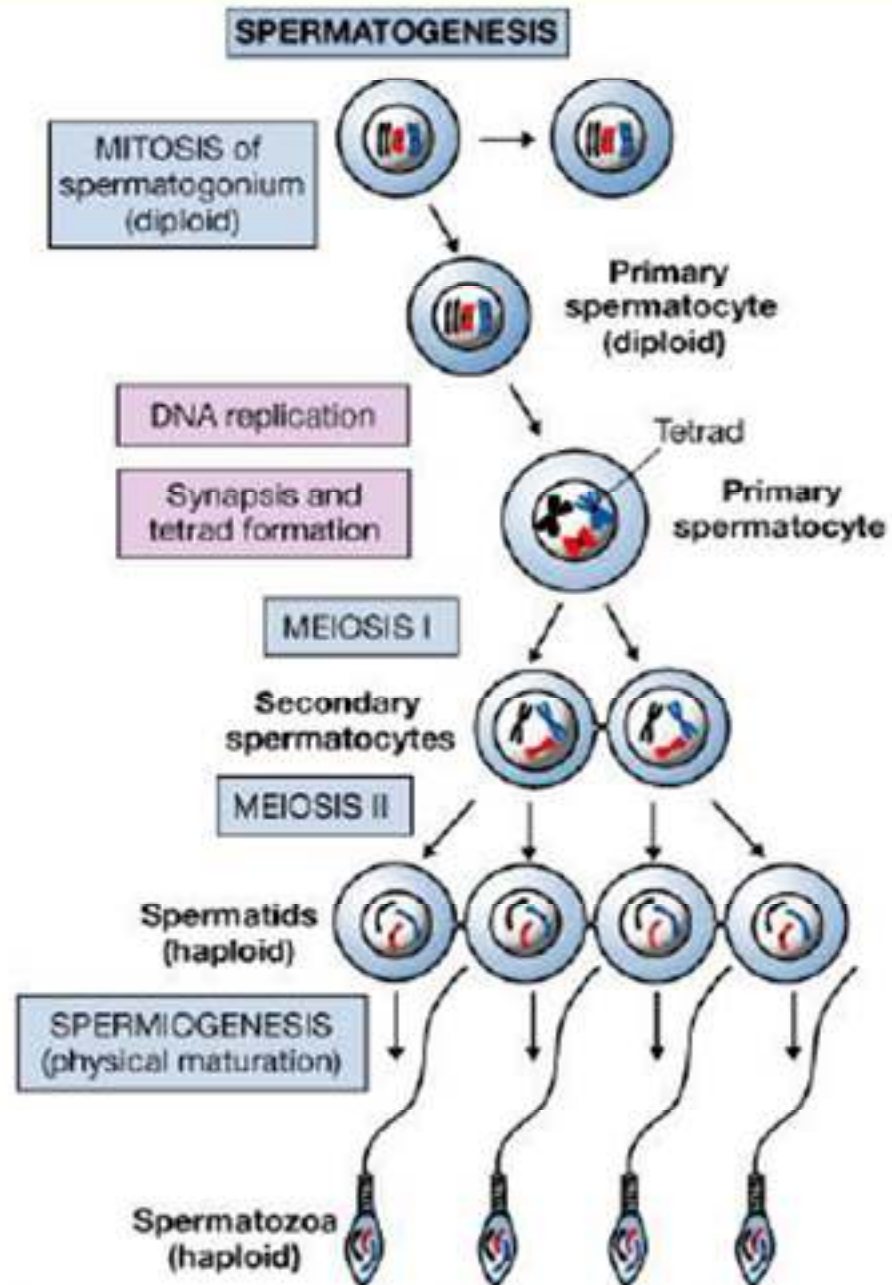 SPERMATOGENESIS
MITOSIS of
spermatogonium
(diploid)
Primary
spermatocyte
(diploid)
DNA replication
Tetrad
Synapsis and
tetrad formation
Primary
spermatocyte
MEIOSIS I
Secondary
spermatocytes
MEIOSIS II
Spermatids
(haploid)
SPERMIOGENESIS
(physical maturation)
Spermatozoa
(haploid)